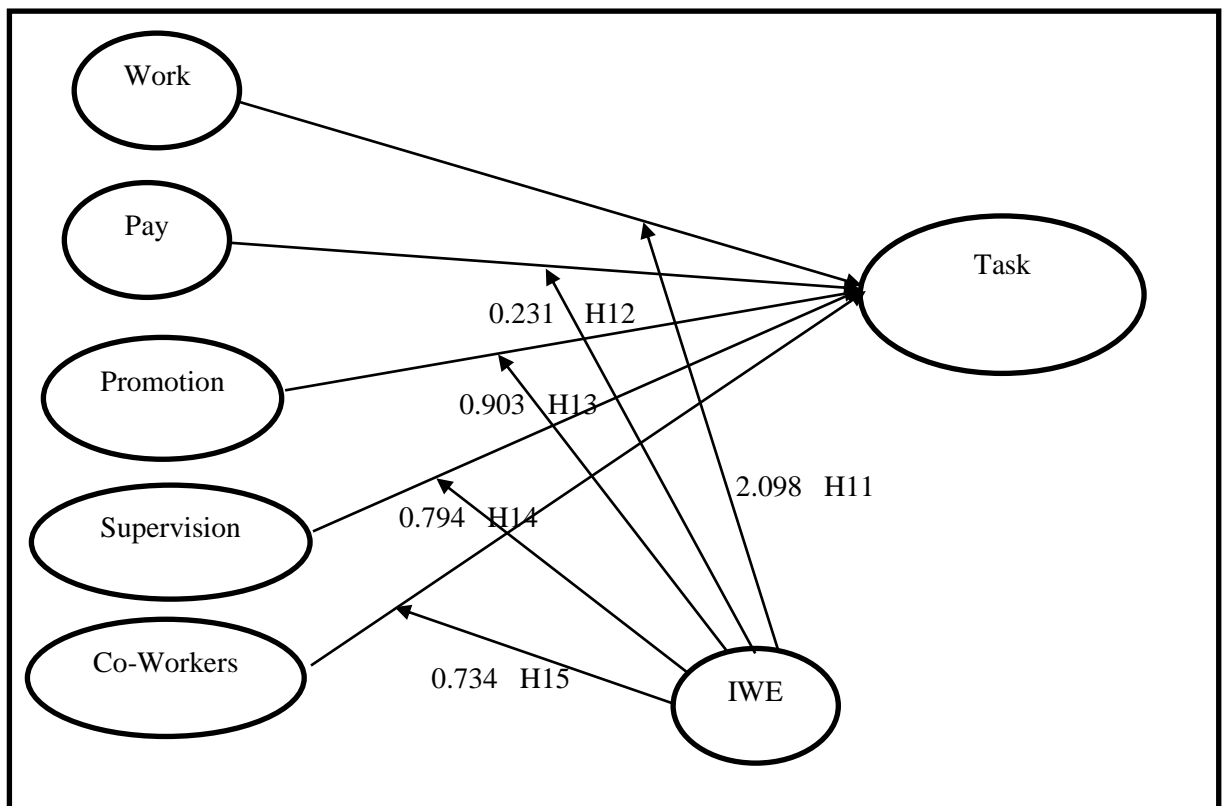 Work
Pay
Task
0.231 H12
Promotion
0.903 H13
2.098 H11
Supervision
0.794 H14
Co-Workers
0.734 H15
IWE